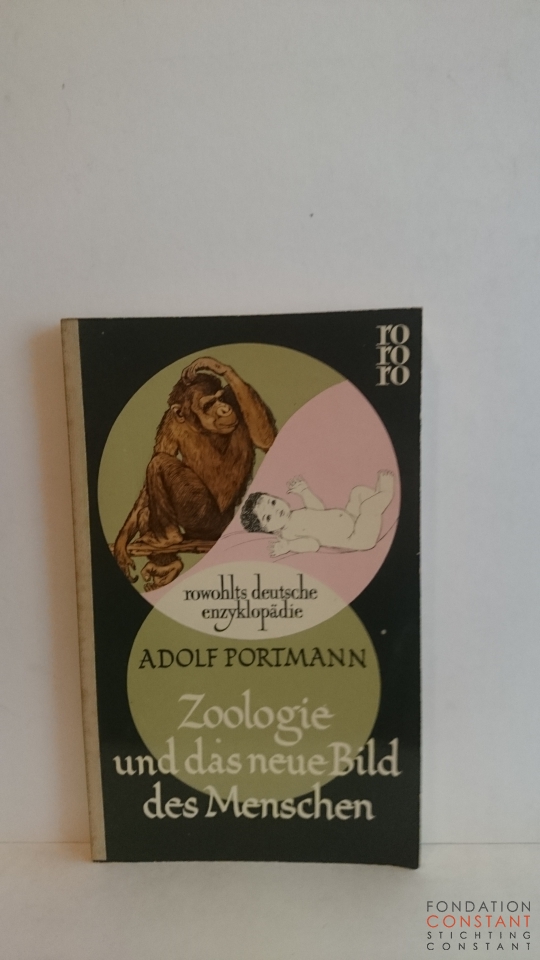 ro
ro
ro
rowohlts deutsche
enzyklopädie
ADOLF PORTMANN
Zoologie
und das neue Bild
des Menschen
FONDATION
CONSTANT
STICHTING
CONSTANT